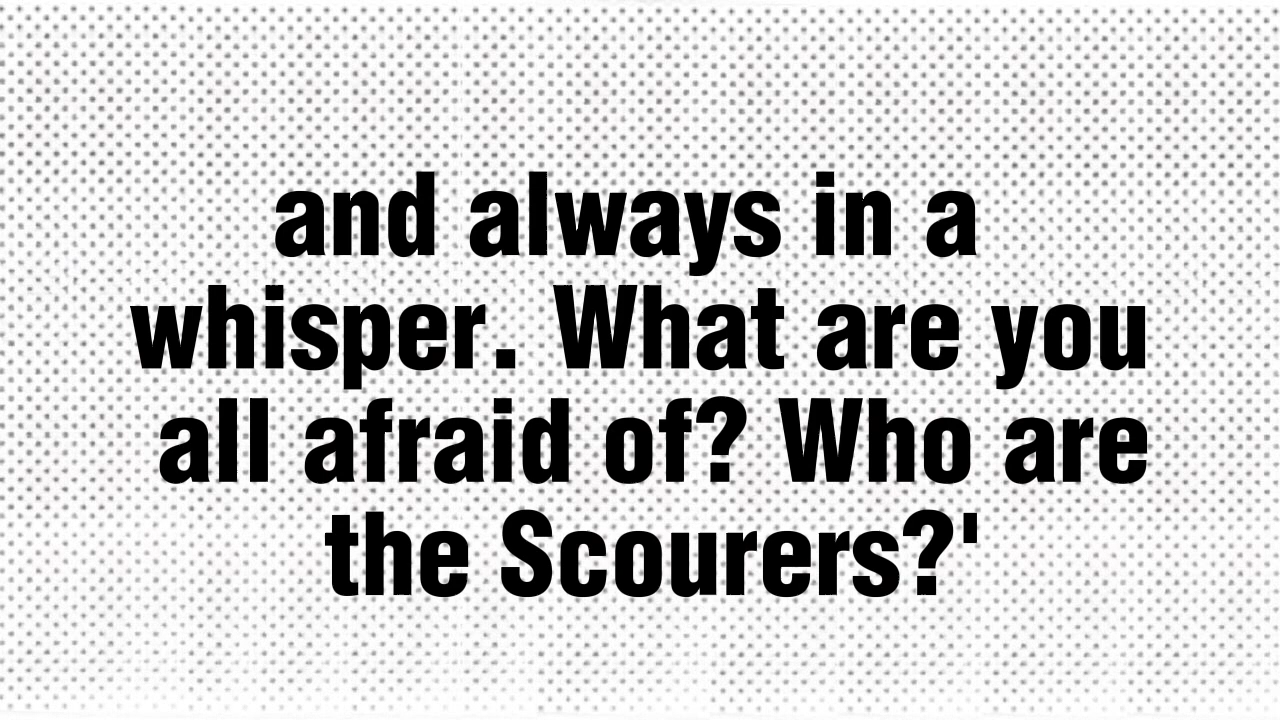 and always in a
whisper. What are you
all afraid of? Who are
the Scourers?'